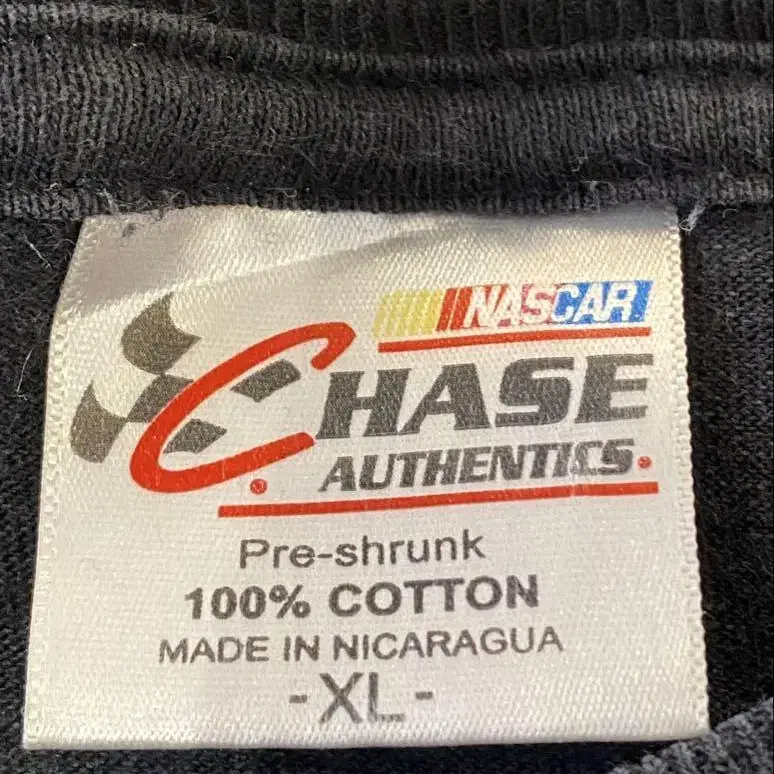 NASCAR
CHASE
AUTHENTICS.
Pre-shrunk
100% COTTON
MADE IN NICARAGUA
-XL-